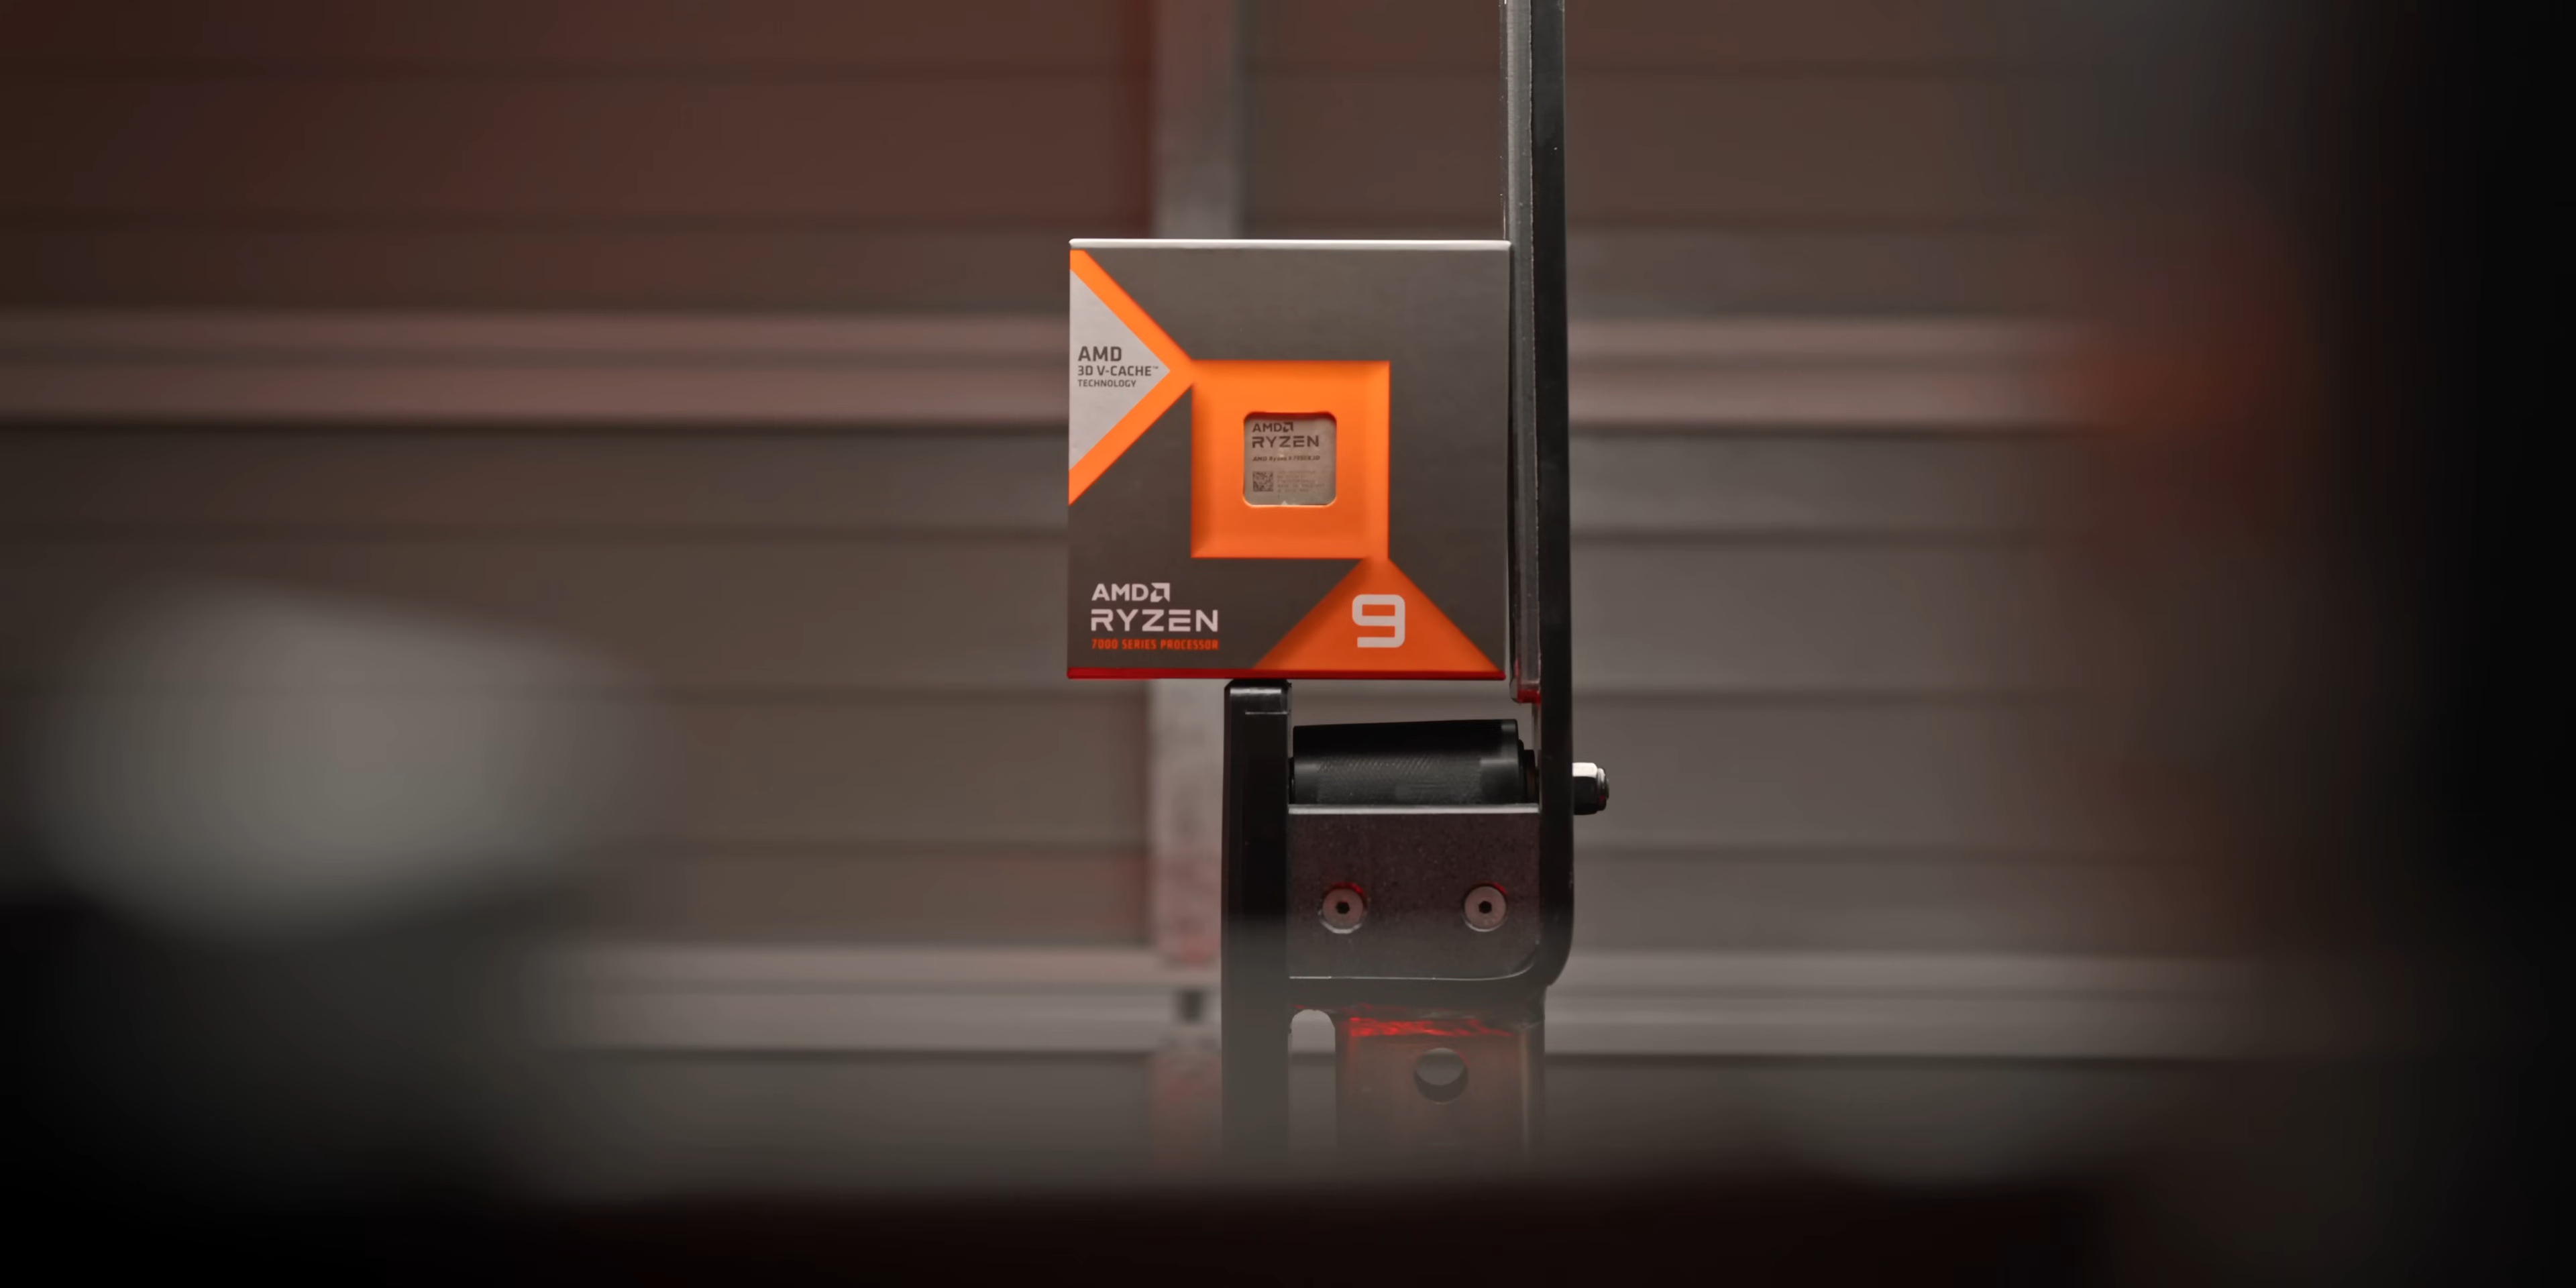 AMD
3D V-CACHE™
TECHNOLOGY
AMD
RYZEN
AMD
RYZEN
7000 SERIES PROCESSOR
9